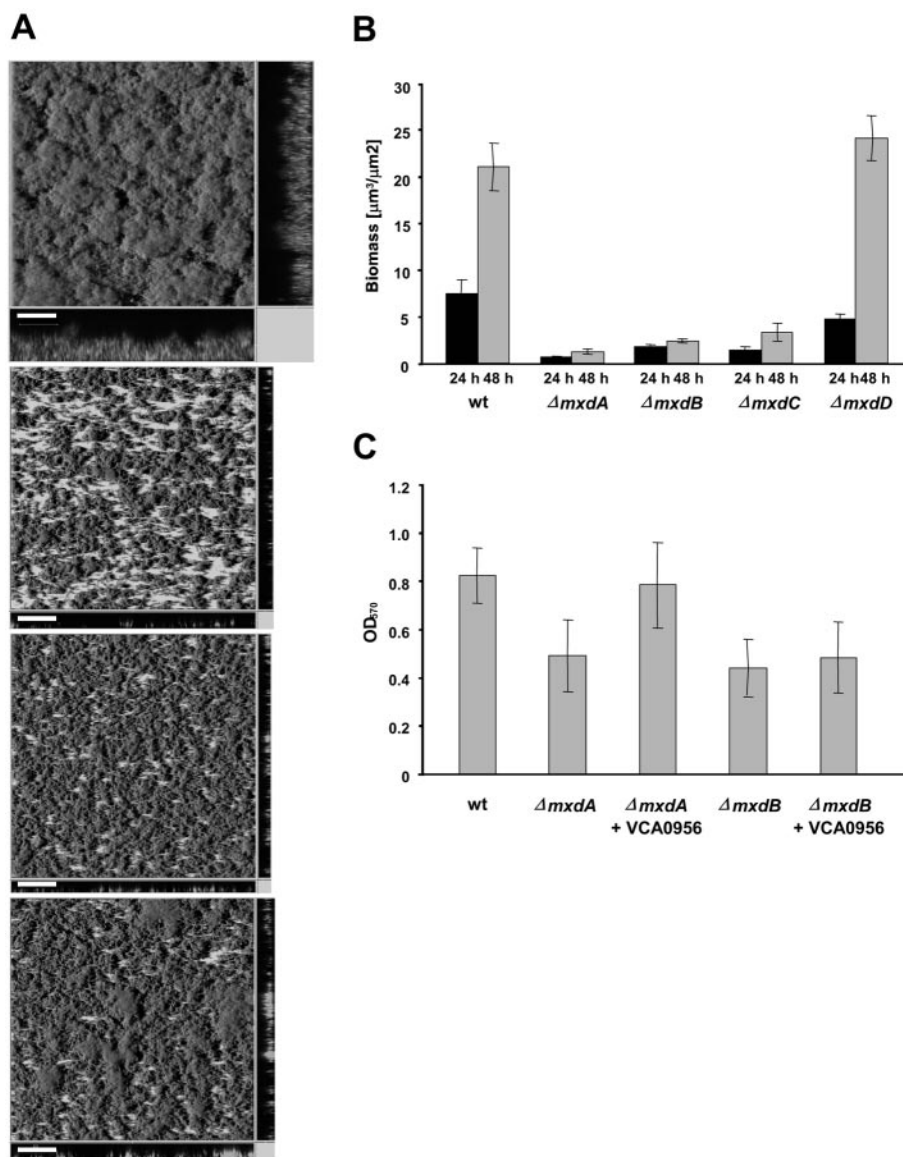 A
B
30
25
20
15
10
5
0
Biomass [µm³/µm2]
24 h 48 h
24 h 48 h
24 h 48 h
24 h 48 h
24 h48 h
wt
ΔmxdA
ΔmxdB
ΔmxdC
ΔmxdD
C
1.2
1.0
0.8
0.6
0.4
0.2
0
OD₅₇₀
wt
ΔmxdA
ΔmxdA
+ VCA0956
ΔmxdB
ΔmxdB
+ VCA0956